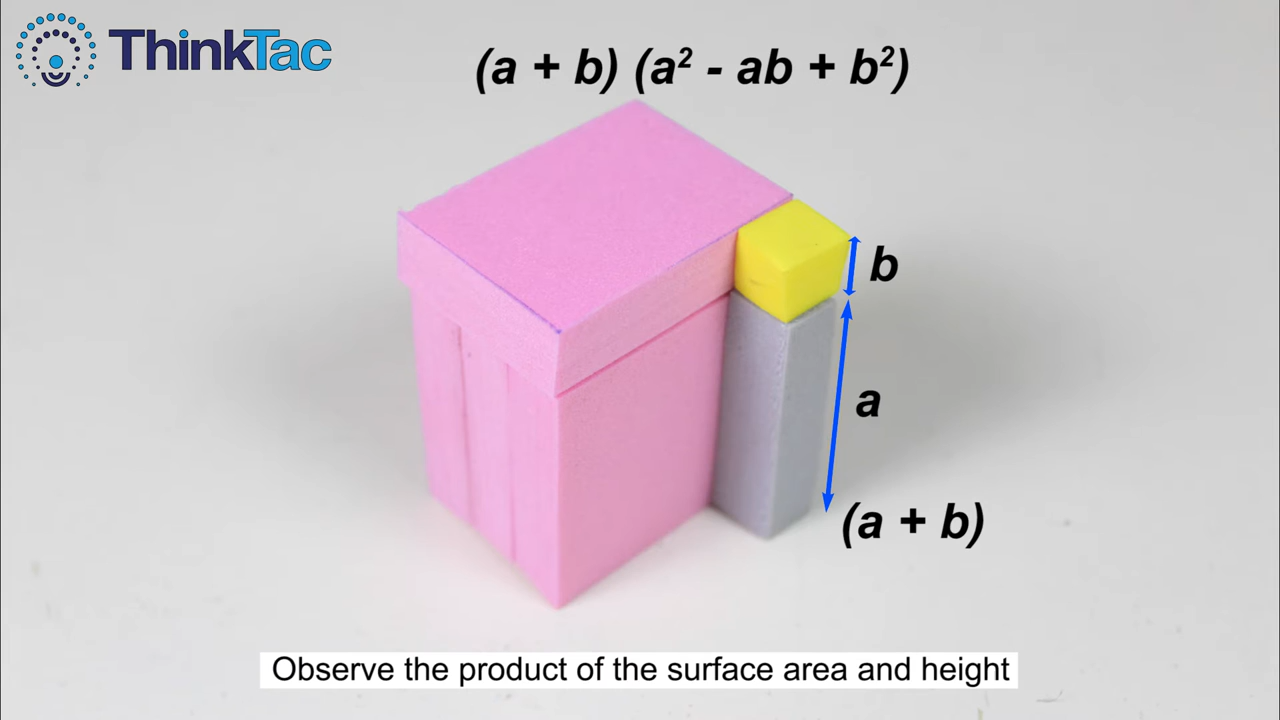 ThinkTac
(a + b) (a² - ab + b²)
b
a
(a + b)
Observe the product of the surface area and height